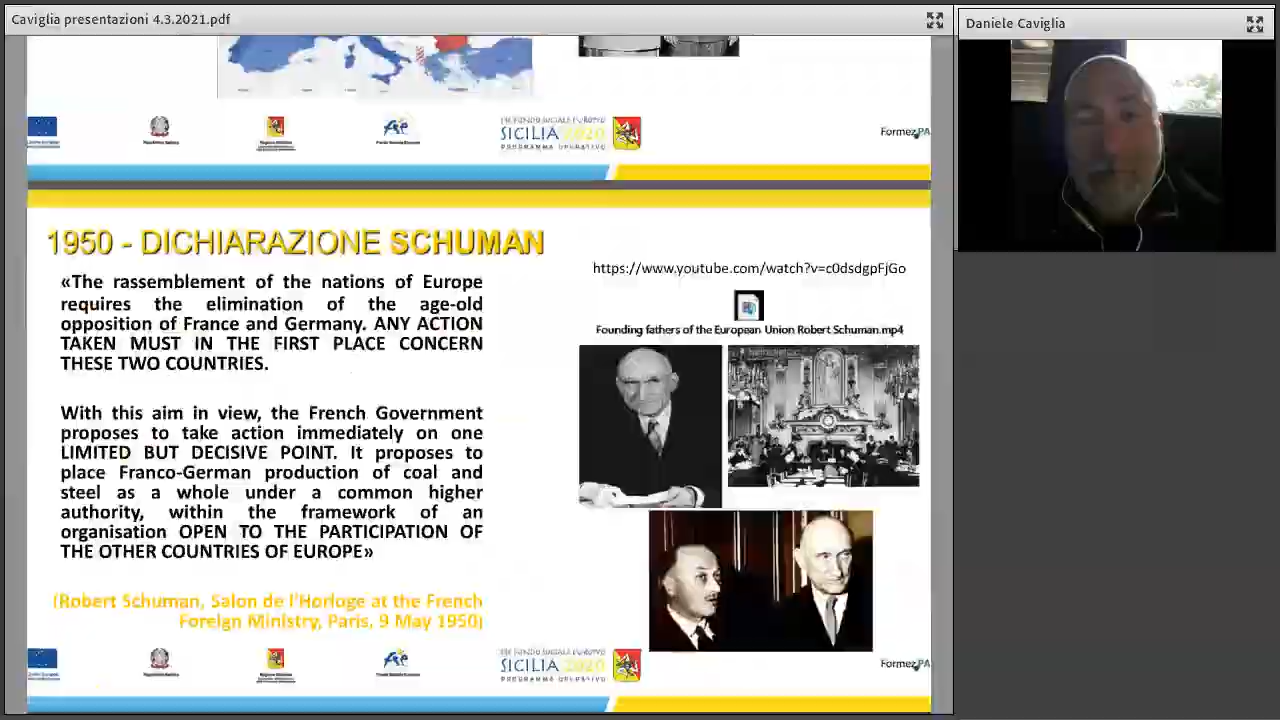 Caviglia presentazioni 4.3.2021.pdf
Daniele Caviglia
SICILIA 2020
PROGRAMMA OPERATIVO
FormezPA
1950 - DICHIARAZIONE SCHUMAN
«The rassemblement of the nations of Europe
requires the elimination of the age-old
opposition of France and Germany. ANY ACTION
TAKEN MUST IN THE FIRST PLACE CONCERN
THESE TWO COUNTRIES.
With this aim in view, the French Government
proposes to take action immediately on one
LIMITED BUT DECISIVE POINT. It proposes to
place Franco-German production of coal and
steel as a whole under a common higher
authority, within the framework of an
organisation OPEN TO THE PARTICIPATION OF
THE OTHER COUNTRIES OF EUROPE»
(Robert Schuman, Salon de l'Horloge at the French
Foreign Ministry, Paris, 9 May 1950)
https://www.youtube.com/watch?v=c0dsdgpFjGo
Founding fathers of the European Union Robert Schuman.mp4
SICILIA 2020
PROGRAMMA OPERATIVO
FormezPA